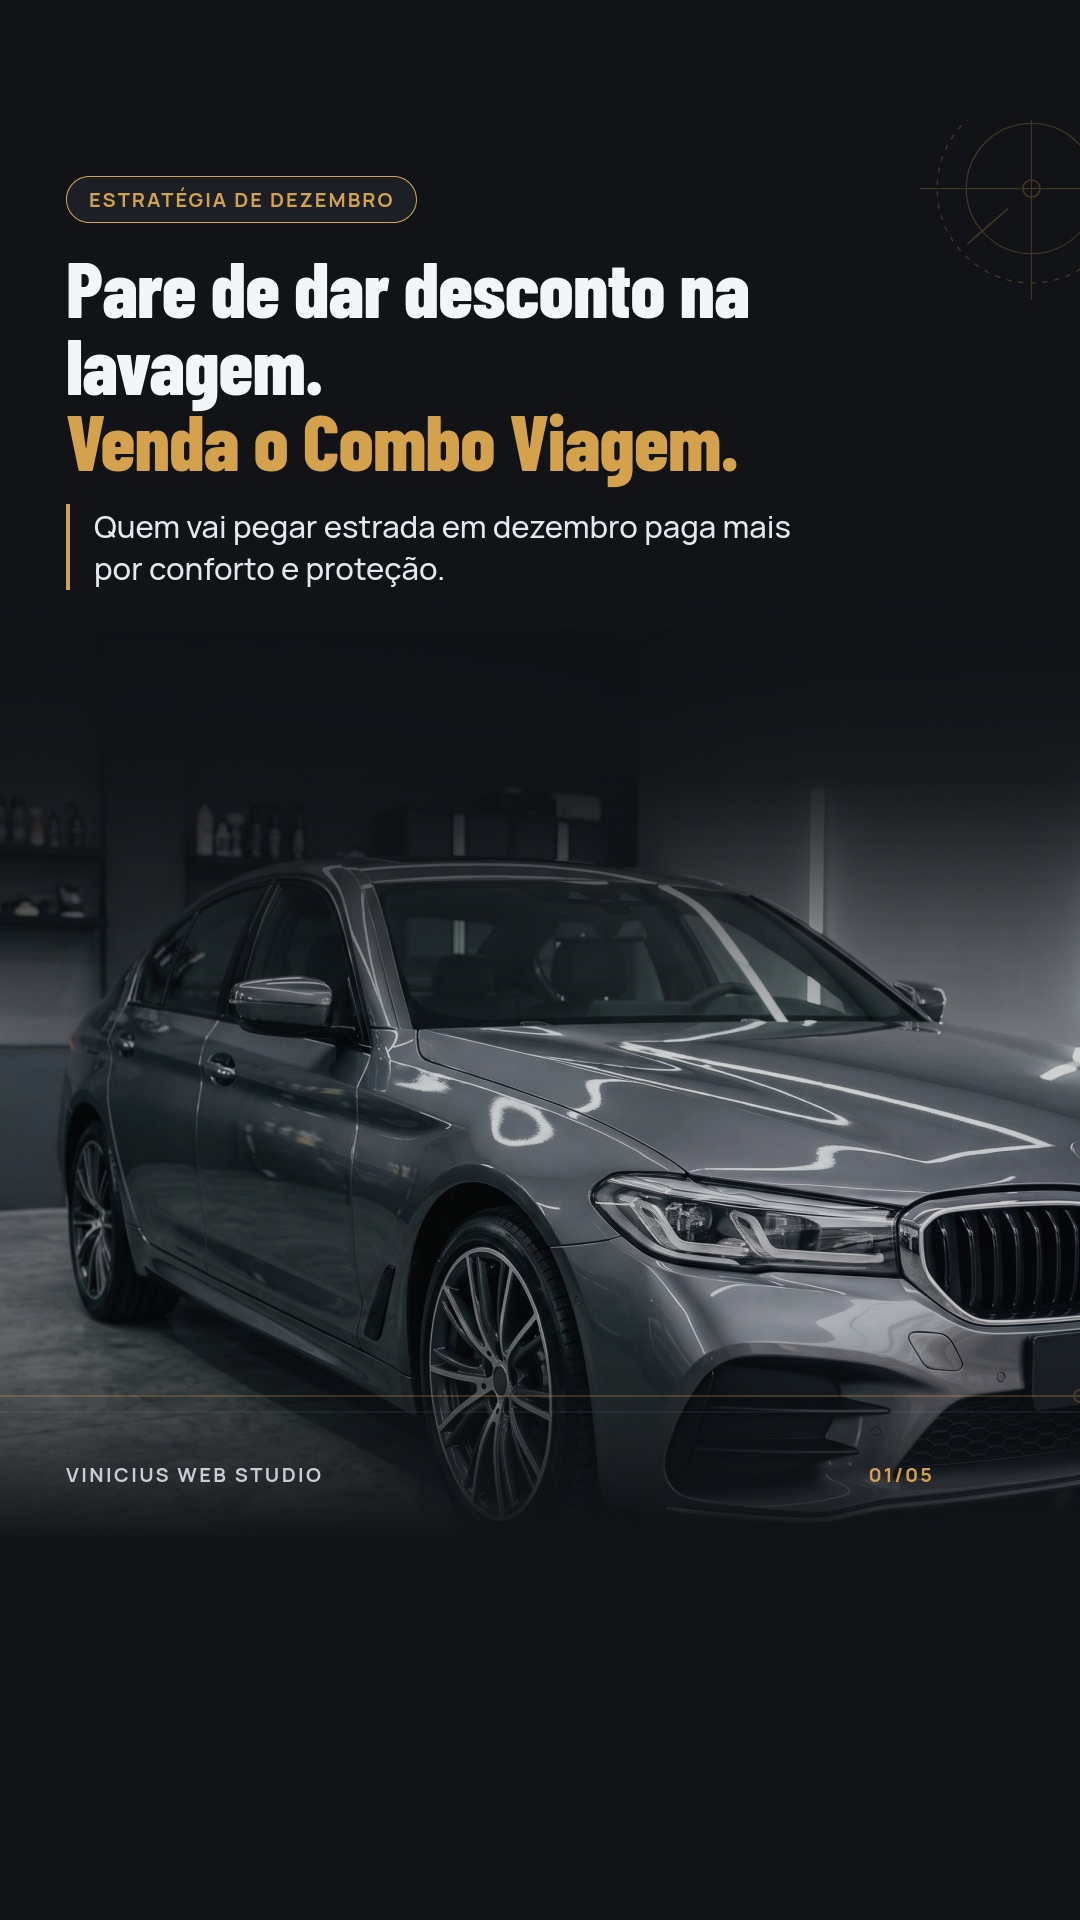 ESTRATÉGIA DE DEZEMBRO
Pare de dar desconto na
lavagem.
Venda o Combo Viagem.
Quem vai pegar estrada em dezembro paga mais
por conforto e proteção.
VINICIUS WEB STUDIO
01/05